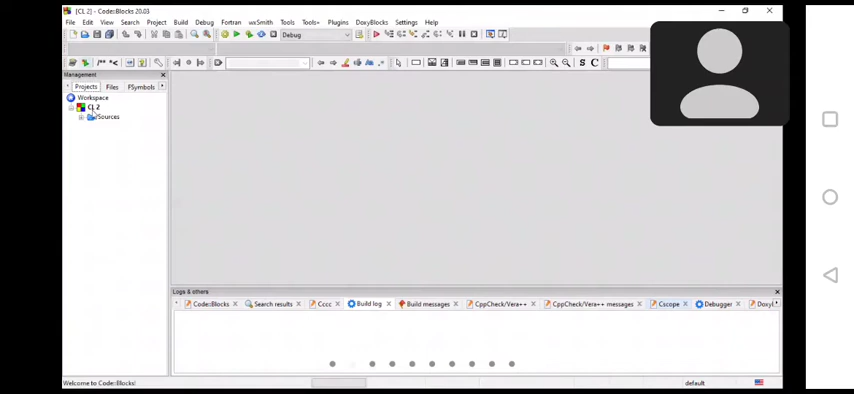 [CL 2] - Code::Blocks 20.03
File Edit View Search Project Build Debug Fortran wxSmith Tools Tools+ Plugins DoxyBlocks Settings Help
Debug
/** *<
S C
Management
Projects Files FSymbols
Workspace
CL 2
Sources
Logs & others
Code::Blocks Search results Cccc Build log Build messages CppCheck/Vera++ CppCheck/Vera++ messages Cscope Debugger Doxyl
Welcome to Code::Blocks!
default